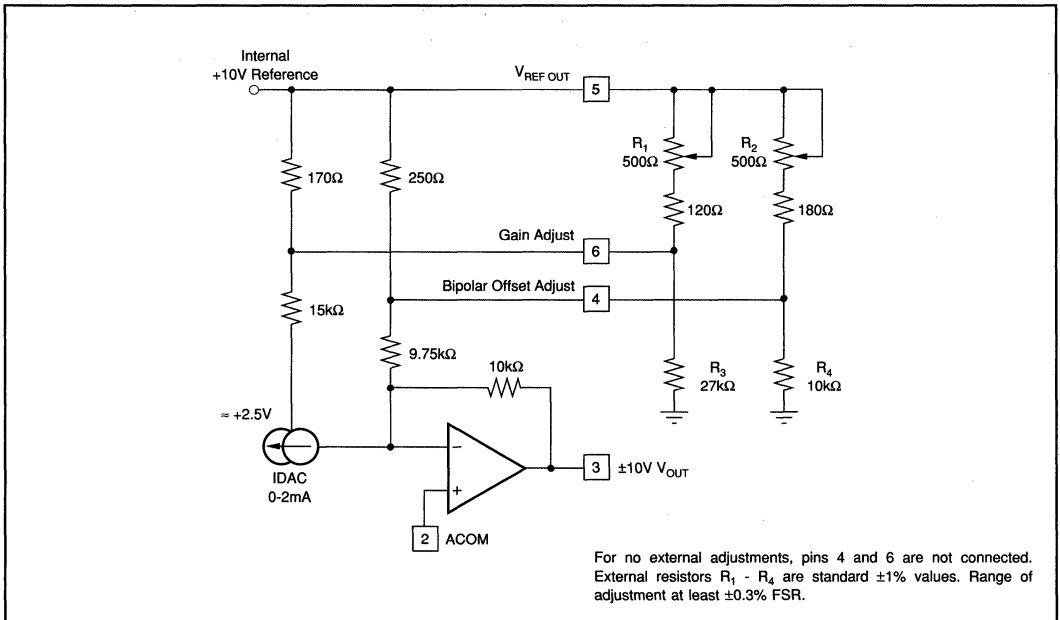 Internal
+10V Reference
V_REF OUT
5
R₁
500Ω
R₂
500Ω
170Ω
250Ω
120Ω
180Ω
Gain Adjust
6
Bipolar Offset Adjust
4
15kΩ
9.75kΩ
10kΩ
R₃
27kΩ
R₄
10kΩ
≈ +2.5V
IDAC
0-2mA
−
+
3
±10V V_OUT
2
ACOM
For no external adjustments, pins 4 and 6 are not connected.
External resistors R₁ - R₄ are standard ±1% values. Range of
adjustment at least ±0.3% FSR.